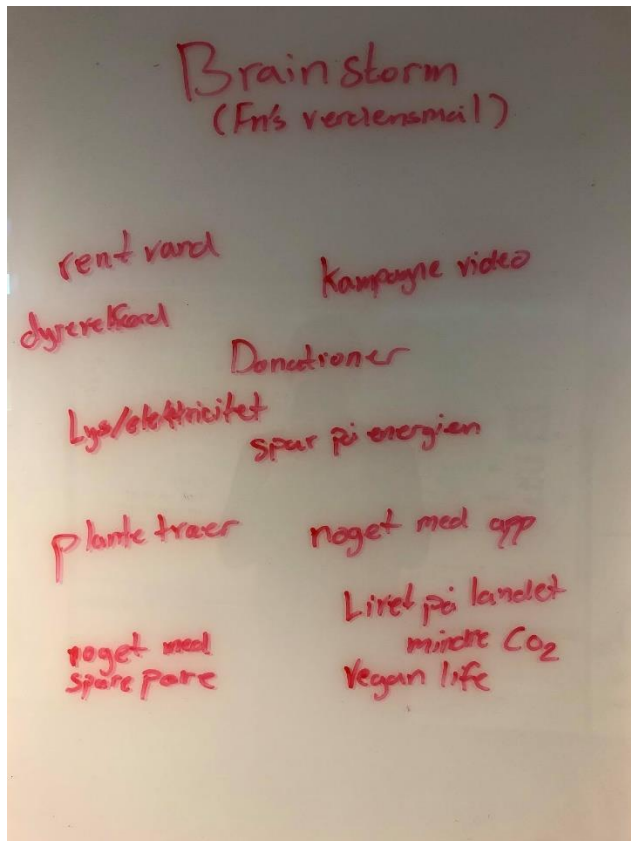 Brainstorm
(Fn's verdensmål)
rent vand
Kampagne video
dyrevelfærd
Donationer
Lys/elektricitet
spar på energien
plante træer
noget med app
Livet på landet
mindre CO2
noget med
spare pære
Vegan life